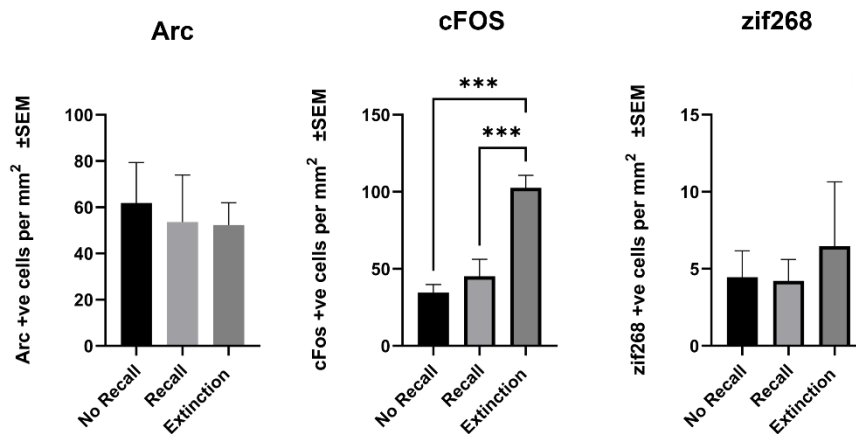 Arc
Arc +ve cells per mm² ±SEM
100
80
60
40
20
0
No Recall
Recall
Extinction
cFOS
cFos +ve cells per mm² ±SEM
150
100
50
0
***
***
No Recall
Recall
Extinction
zif268
zif268 +ve cells per mm² ±SEM
15
10
5
0
No Recall
Recall
Extinction